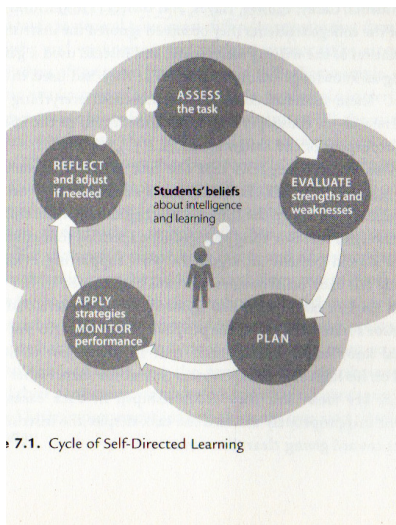 ASSESS
the task
EVALUATE
strengths and
weaknesses
PLAN
APPLY
strategies
MONITOR
performance
REFLECT
and adjust
if needed
Students' beliefs
about intelligence
and learning
7.1. Cycle of Self-Directed Learning